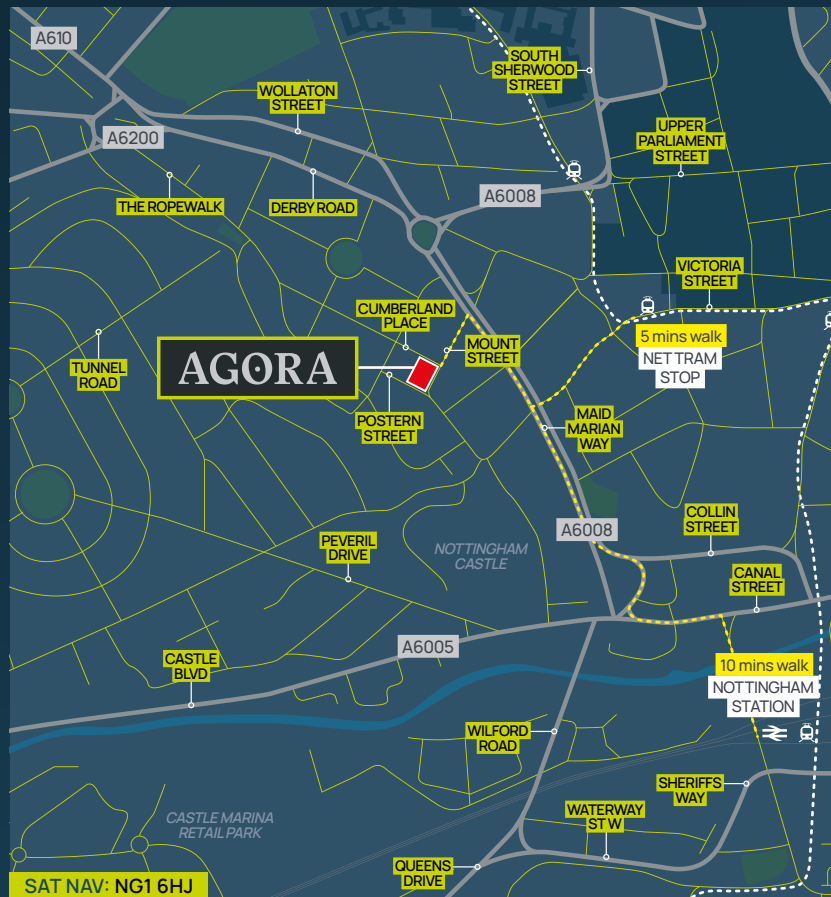 A610
SOUTH
SHERWOOD
STREET
WOLLATON
STREET
A6200
UPPER
PARLIAMENT
STREET
THE ROPEWALK
DERBY ROAD
A6008
VICTORIA
STREET
CUMBERLAND
PLACE
5 mins walk
NET TRAM
STOP
MOUNT
STREET
AGORA
TUNNEL
ROAD
POSTERN
STREET
MAID
MARIAN
WAY
COLLIN
STREET
A6008
PEVERIL
DRIVE
NOTTINGHAM
CASTLE
CANAL
STREET
A6005
CASTLE
BLVD
10 mins walk
NOTTINGHAM
STATION
WILFORD
ROAD
SHERIFFS
WAY
CASTLE MARINA
RETAIL PARK
WATERWAY
ST W
QUEENS
DRIVE
SAT NAV: NG1 6HJ